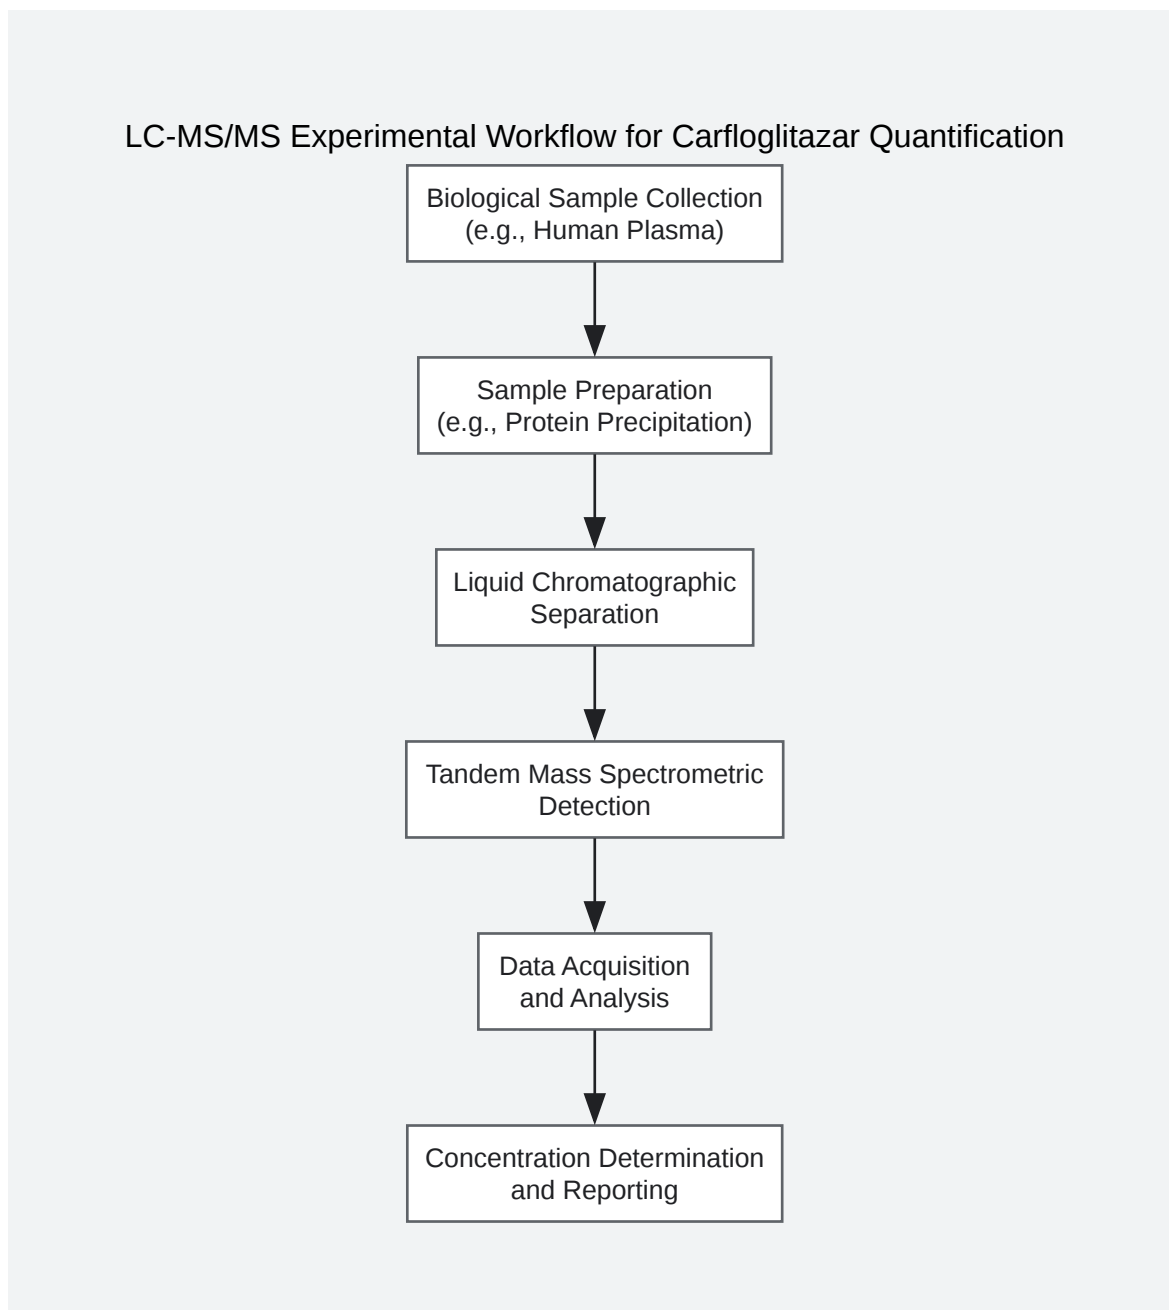 LC-MS/MS Experimental Workflow for Carfloglitazar Quantification
Biological Sample Collection
(e.g., Human Plasma)
Sample Preparation
(e.g., Protein Precipitation)
Liquid Chromatographic
Separation
Tandem Mass Spectrometric
Detection
Data Acquisition
and Analysis
Concentration Determination
and Reporting